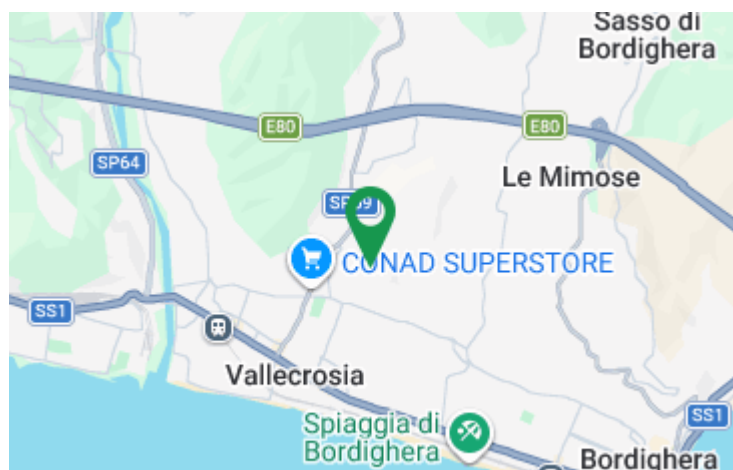 Sasso di
Bordighera
E80
E80
SP64
Le Mimose
CONAD SUPERSTORE
SS1
Vallecrosia
SS1
Spiaggia di
Bordighera
Bordighera